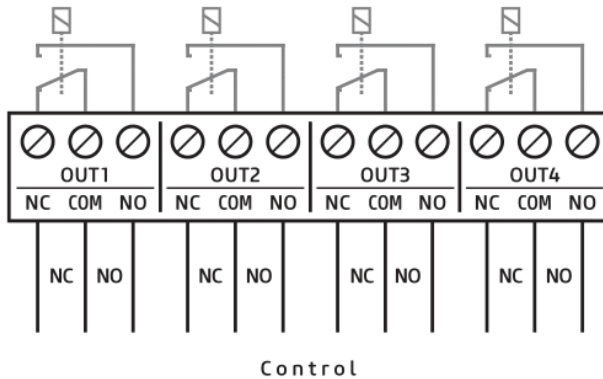 OUT1 OUT2 OUT3 OUT4
NC COM NO NC COM NO NC COM NO NC COM NO
NC NO NC NO NC NO NC NO
Control